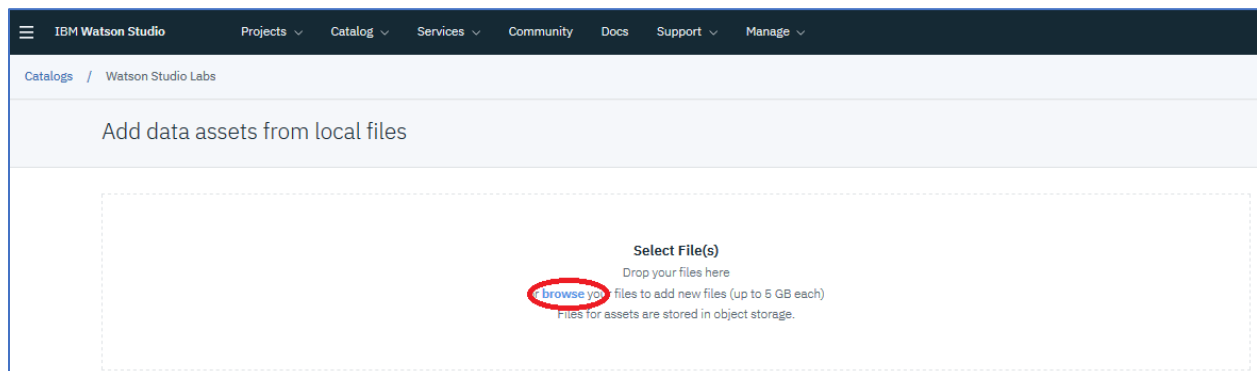 IBM Watson Studio Projects Catalog Services Community Docs Support Manage
Catalogs / Watson Studio Labs
Add data assets from local files
Select File(s)
Drop your files here
r browse your files to add new files (up to 5 GB each)
Files for assets are stored in object storage.